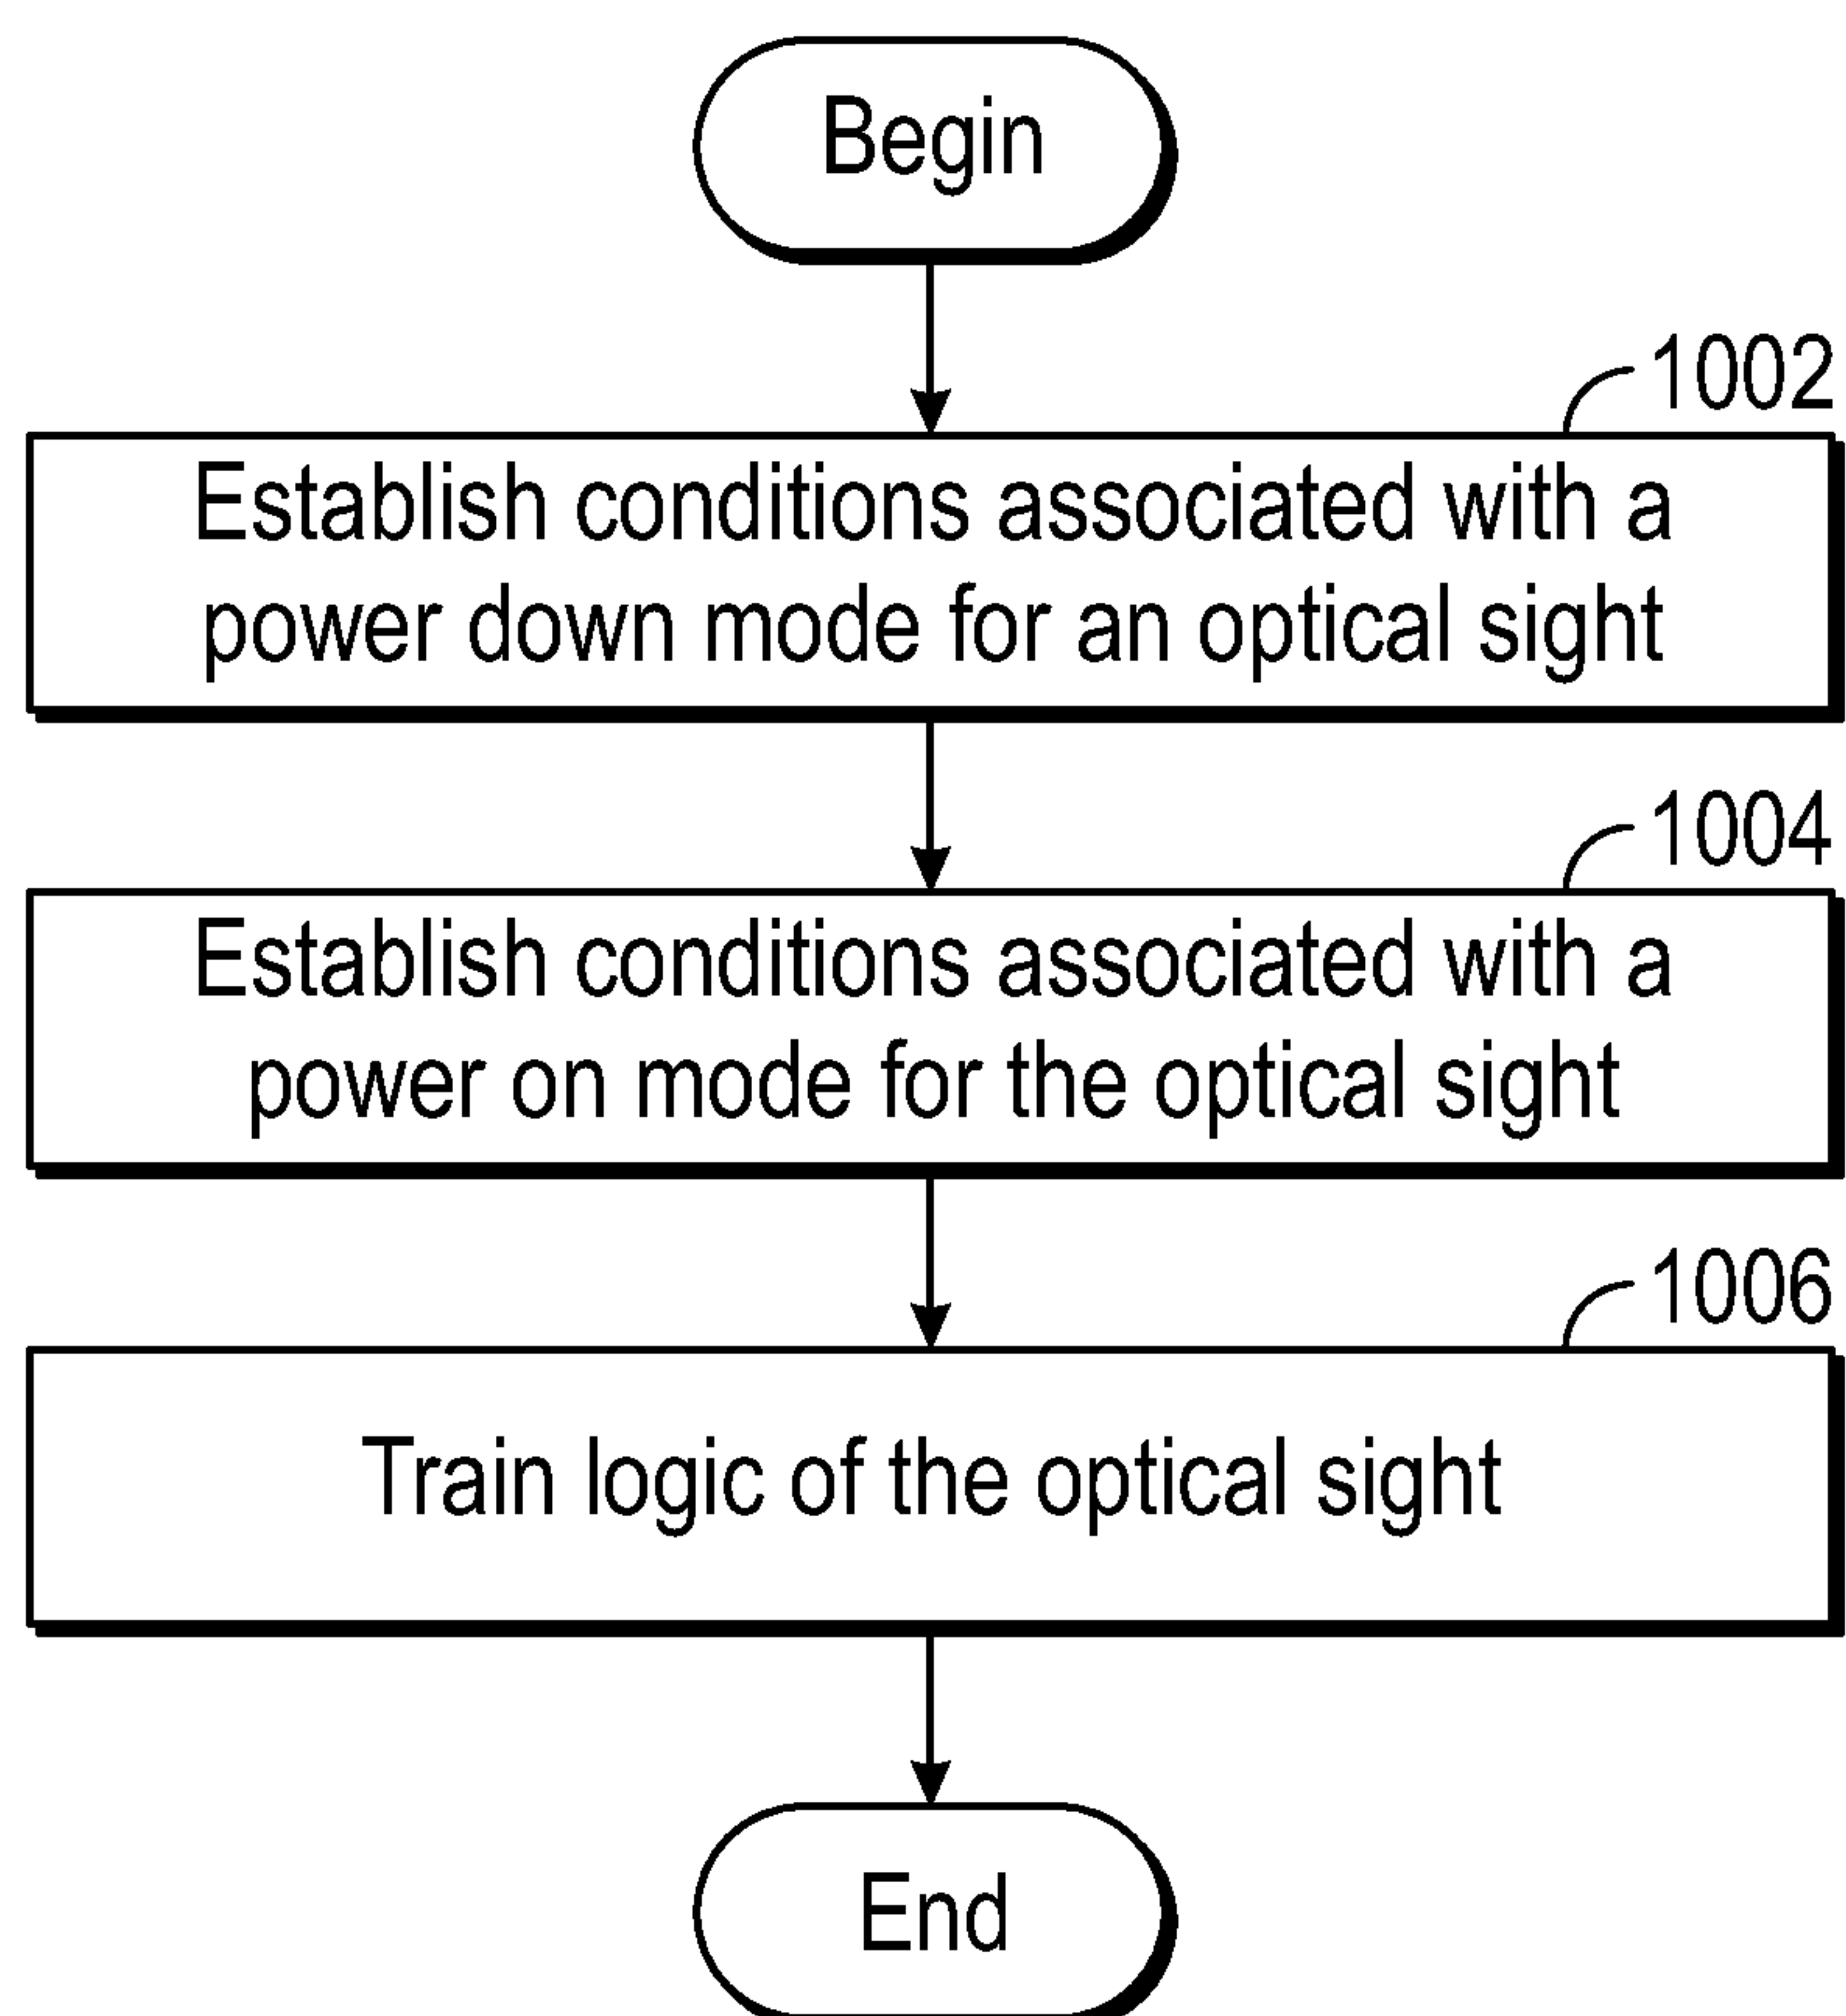 Begin
1002
Establish conditions associated with a
power down mode for an optical sight
1004
Establish conditions associated with a
power on mode for the optical sight
1006
Train logic of the optical sight
End